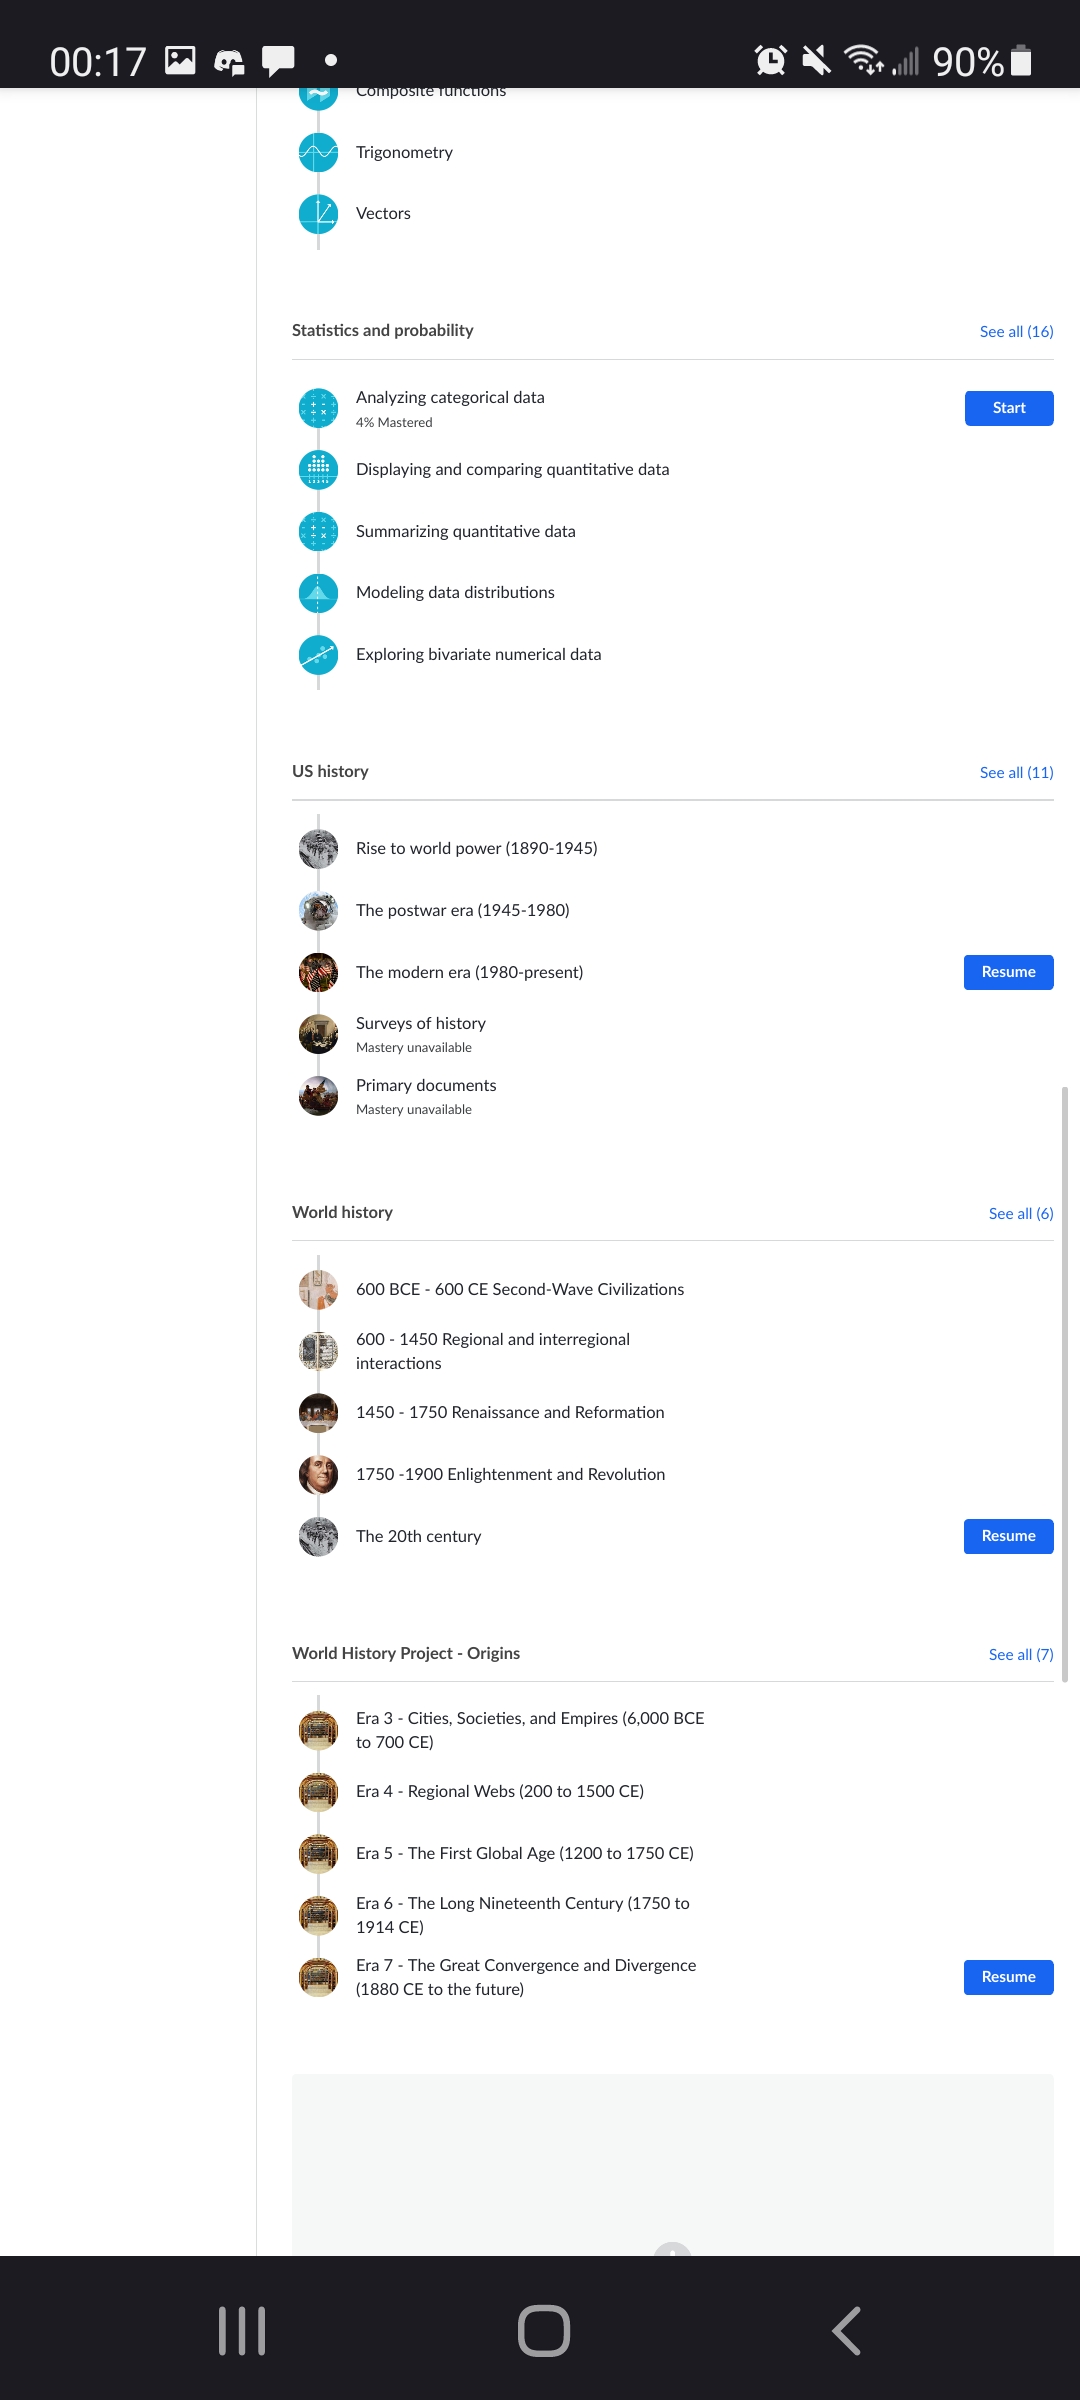 00:17
90%
Composite functions
Trigonometry
Vectors
Statistics and probability
See all (16)
Analyzing categorical data
4% Mastered
Start
Displaying and comparing quantitative data
Summarizing quantitative data
Modeling data distributions
Exploring bivariate numerical data
US history
See all (11)
Rise to world power (1890-1945)
The postwar era (1945-1980)
The modern era (1980-present)
Resume
Surveys of history
Mastery unavailable
Primary documents
Mastery unavailable
World history
See all (6)
600 BCE - 600 CE Second-Wave Civilizations
600 - 1450 Regional and interregional
interactions
1450 - 1750 Renaissance and Reformation
1750 -1900 Enlightenment and Revolution
The 20th century
Resume
World History Project - Origins
See all (7)
Era 3 - Cities, Societies, and Empires (6,000 BCE
to 700 CE)
Era 4 - Regional Webs (200 to 1500 CE)
Era 5 - The First Global Age (1200 to 1750 CE)
Era 6 - The Long Nineteenth Century (1750 to
1914 CE)
Era 7 - The Great Convergence and Divergence
(1880 CE to the future)
Resume